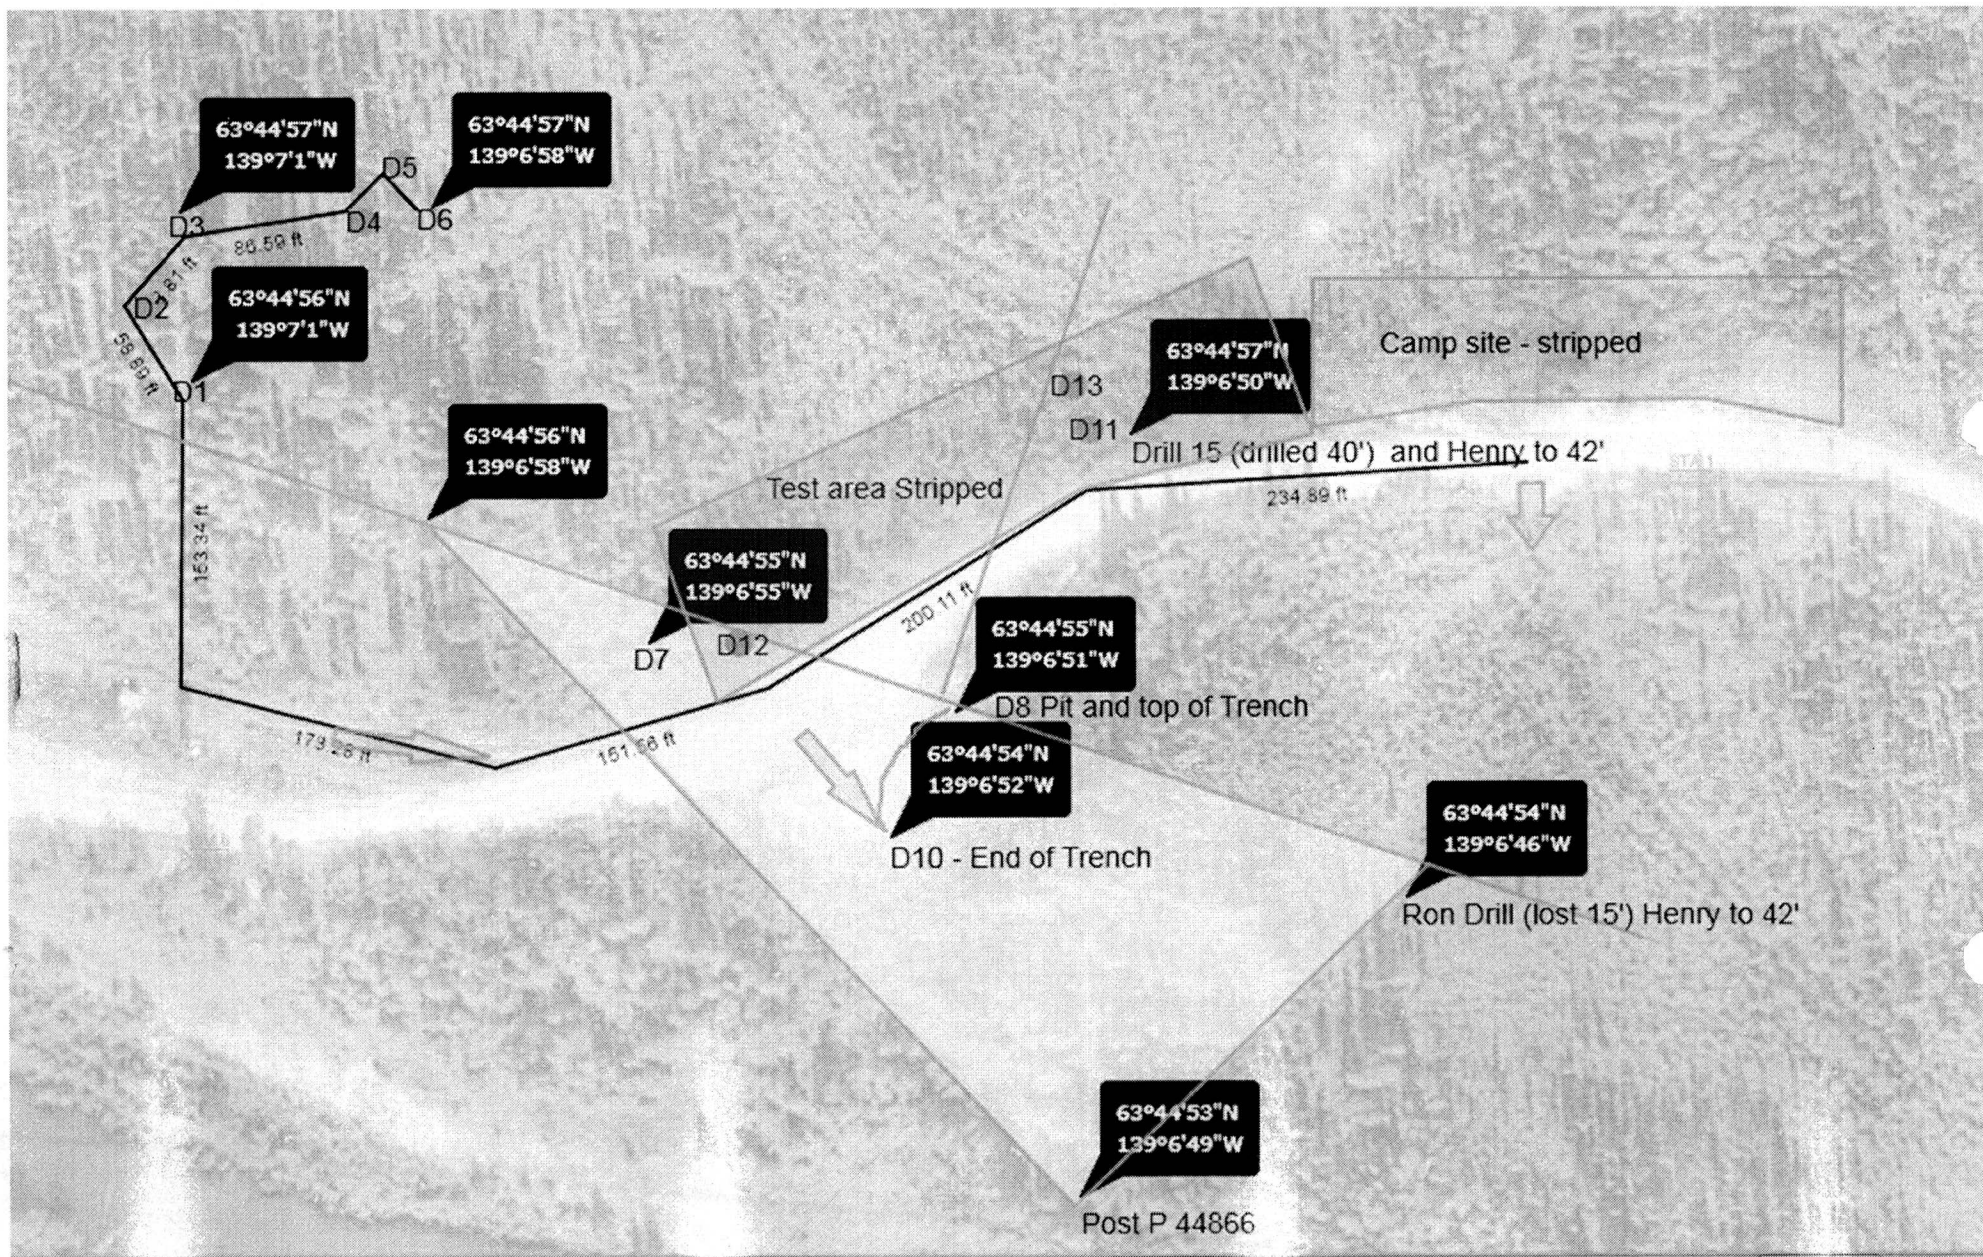 63°44'57"N
139°7'1"W
63°44'57"N
139°6'58"W
D5
D3
D4
D6
86.59 ft
81 ft
D2
63°44'56"N
139°7'1"W
D1
Camp site - stripped
63°44'57"N
139°6'50"W
D13
D11
Drill 15 (drilled 40') and Henry to 42'
234.89 ft
63°44'56"N
139°6'58"W
Test area Stripped
153.34 ft
63°44'55"N
139°6'55"W
D12
D7
200.11 ft
63°44'55"N
139°6'51"W
D8 Pit and top of Trench
ft
ft
63°44'54"N
139°6'52"W
D10 - End of Trench
63°44'54"N
139°6'46"W
Ron Drill (lost 15') Henry to 42'
63°44'53"N
139°6'49"W
Post P 44866